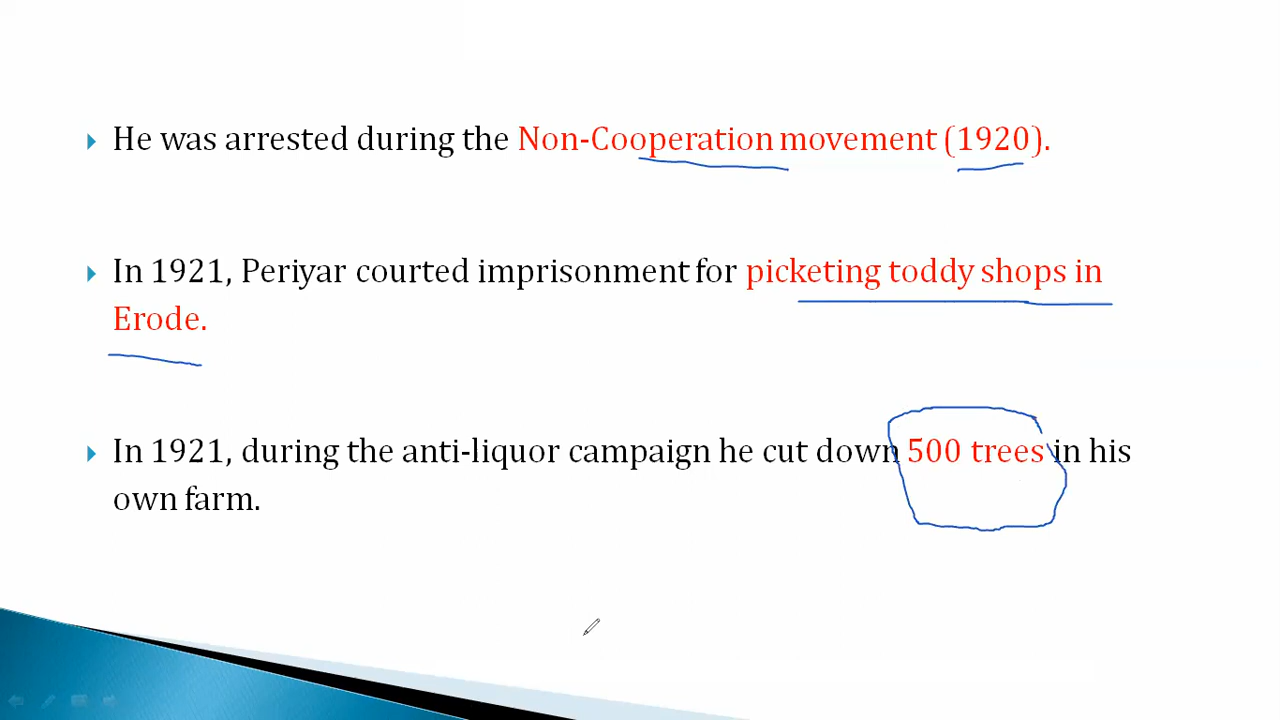 He was arrested during the Non-Cooperation movement (1920).
In 1921, Periyar courted imprisonment for picketing toddy shops in
Erode.
In 1921, during the anti-liquor campaign he cut down 500 trees in his
own farm.